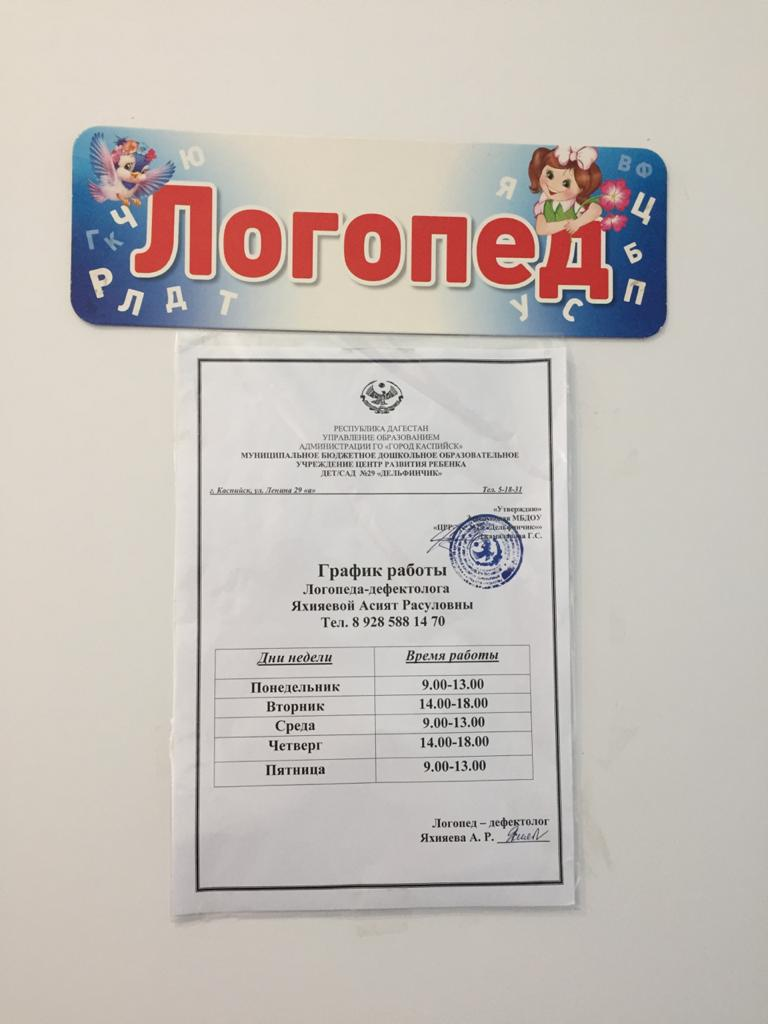 Ю
В Ф
Я
Ч
Ц
Г К
Логопед
Б
Р Л Д Т
У С П
РЕСПУБЛИКА ДАГЕСТАН
УПРАВЛЕНИЕ ОБРАЗОВАНИЕМ
АДМИНИСТРАЦИИ ГО «ГОРОД КАСПИЙСК»
МУНИЦИПАЛЬНОЕ БЮДЖЕТНОЕ ДОШКОЛЬНОЕ ОБРАЗОВАТЕЛЬНОЕ
УЧРЕЖДЕНИЕ ЦЕНТР РАЗВИТИЯ РЕБЕНКА
ДЕТ/САД №29 «ДЕЛЬФИНЧИК»
г. Каспийск, ул. Ленина 29 «а» Тел. 5-18-31
«Утверждаю»
МБДОУ
«Дельфинчик»»
Г.С.
График работы
Логопеда-дефектолога
Яхияевой Асият Расуловны
Тел. 8 928 588 14 70
Дни недели Время работы
Понедельник 9.00-13.00
Вторник 14.00-18.00
Среда 9.00-13.00
Четверг 14.00-18.00
Пятница 9.00-13.00
Логопед – дефектолог
Яхияева А. Р.